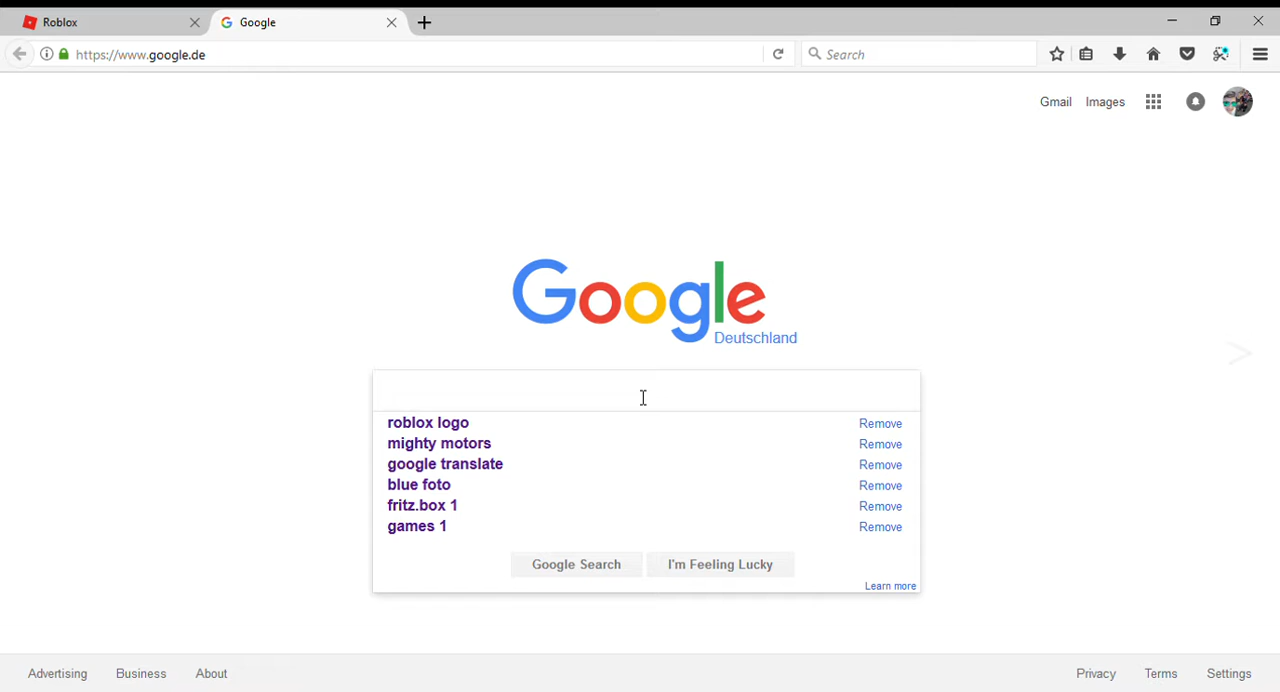 Roblox
Google
https://www.google.de
Search
Gmail Images
Google
Deutschland
roblox logo Remove
mighty motors Remove
google translate Remove
blue foto Remove
fritz.box 1 Remove
games 1 Remove
Google Search I'm Feeling Lucky
Learn more
Advertising Business About Privacy Terms Settings